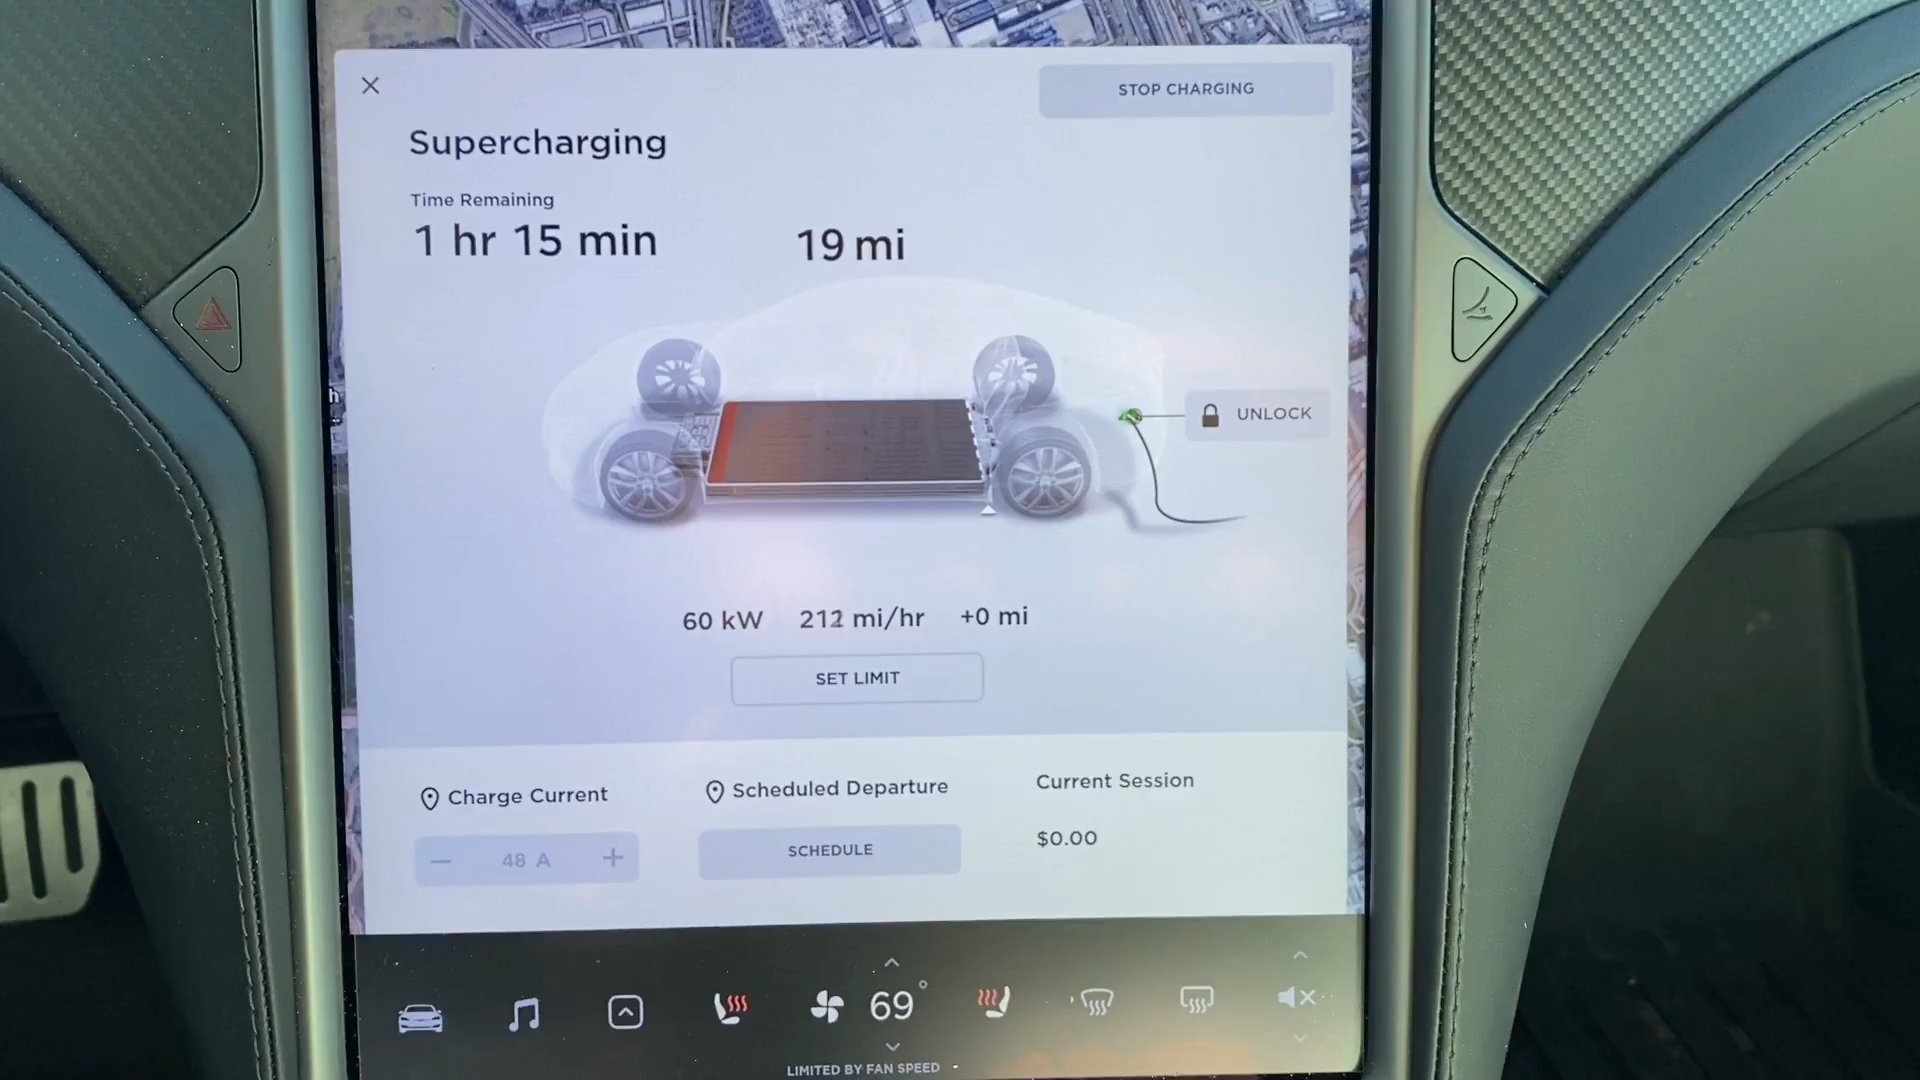 STOP CHARGING
Supercharging
Time Remaining
1 hr 15 min
19 mi
UNLOCK
60 kW 212 mi/hr +0 mi
SET LIMIT
Charge Current
Scheduled Departure
Current Session
48 A
SCHEDULE
$0.00
69°
LIMITED BY FAN SPEED